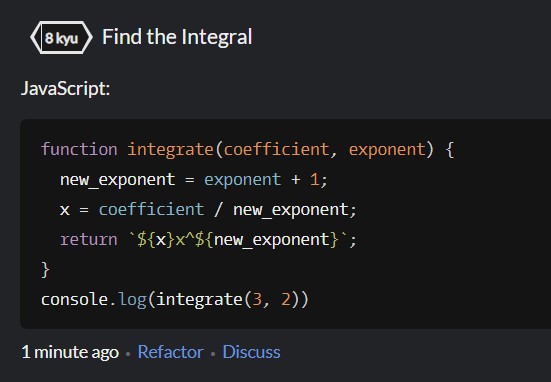 8 kyu Find the Integral
JavaScript:
function integrate(coefficient, exponent) {
  new_exponent = exponent + 1;
  x = coefficient / new_exponent;
  return `${x}x^${new_exponent}`;
}
console.log(integrate(3, 2))
1 minute ago • Refactor • Discuss